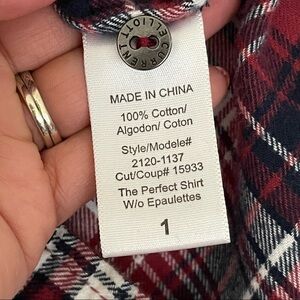 CURRENT ELLIOTT
MADE IN CHINA
100% Cotton/
Algodon/ Coton
Style/Modele#
2120-1137
Cut/Coup# 15933
The Perfect Shirt
W/o Epaulettes
1